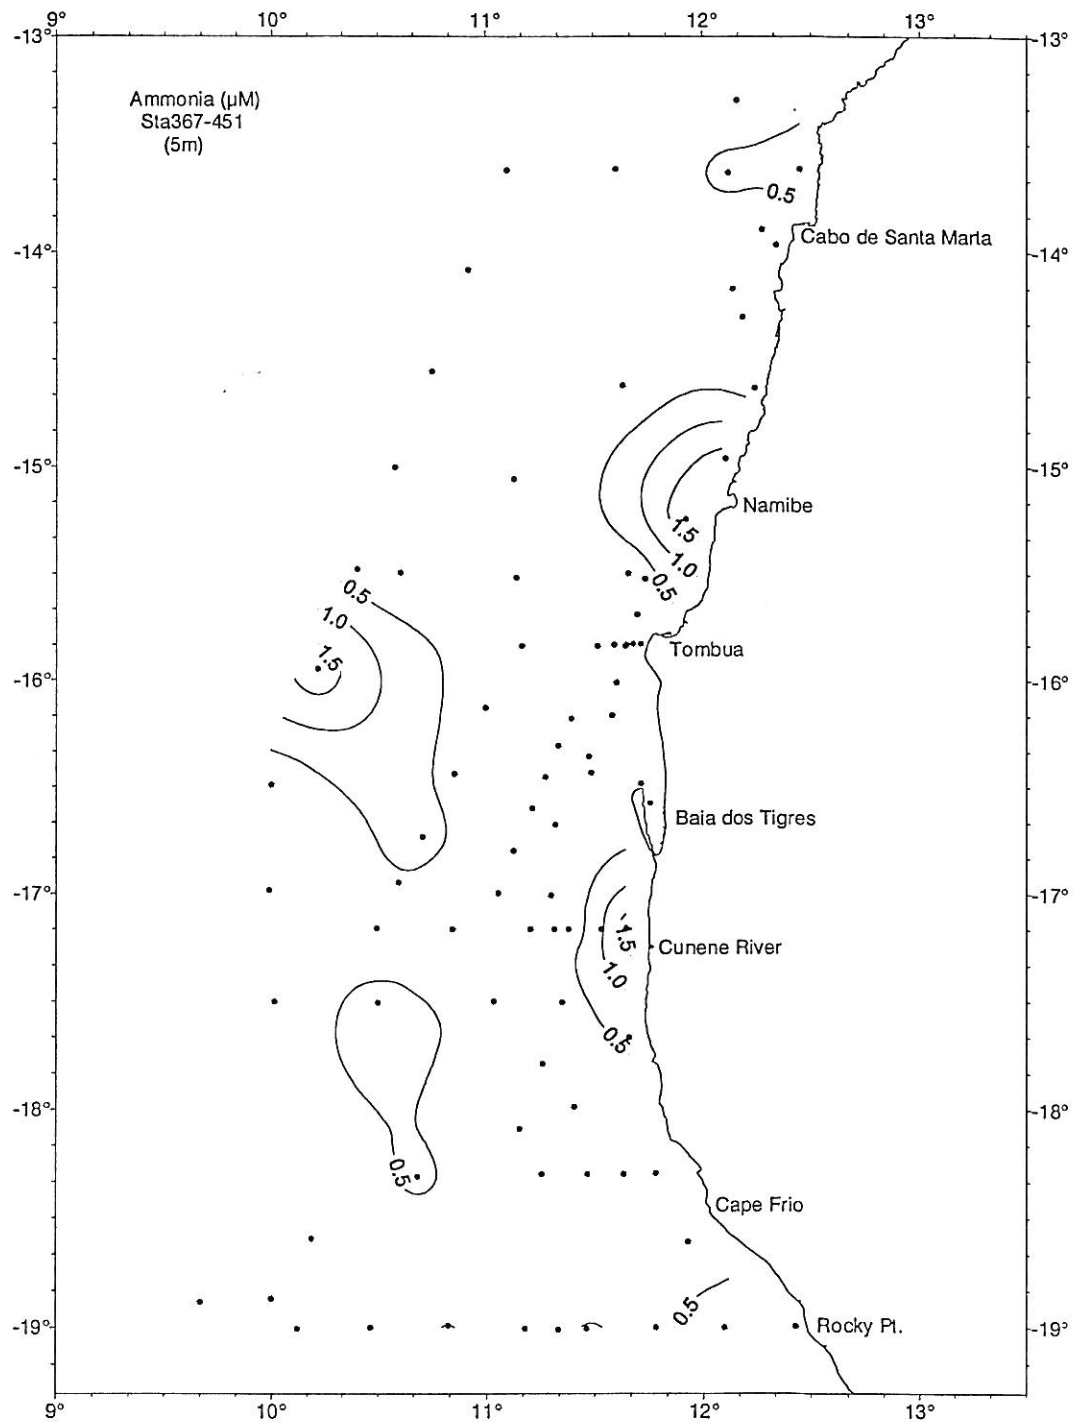 9° 10° 11° 12° 13°
-13° -13°
Ammonia (µM)
Sta367-451
(5m)
0.5
Cabo de Santa Marta
-14° -14°
-15° -15°
Namibe
1.5
1.0
0.5
0.5
1.0
1.5
Tombua
-16° -16°
Baia dos Tigres
-17° -17°
1.5
Cunene River
1.0
0.5
-18° -18°
0.5
Cape Frio
0.5
-19° Rocky Pt. -19°
9° 10° 11° 12° 13°